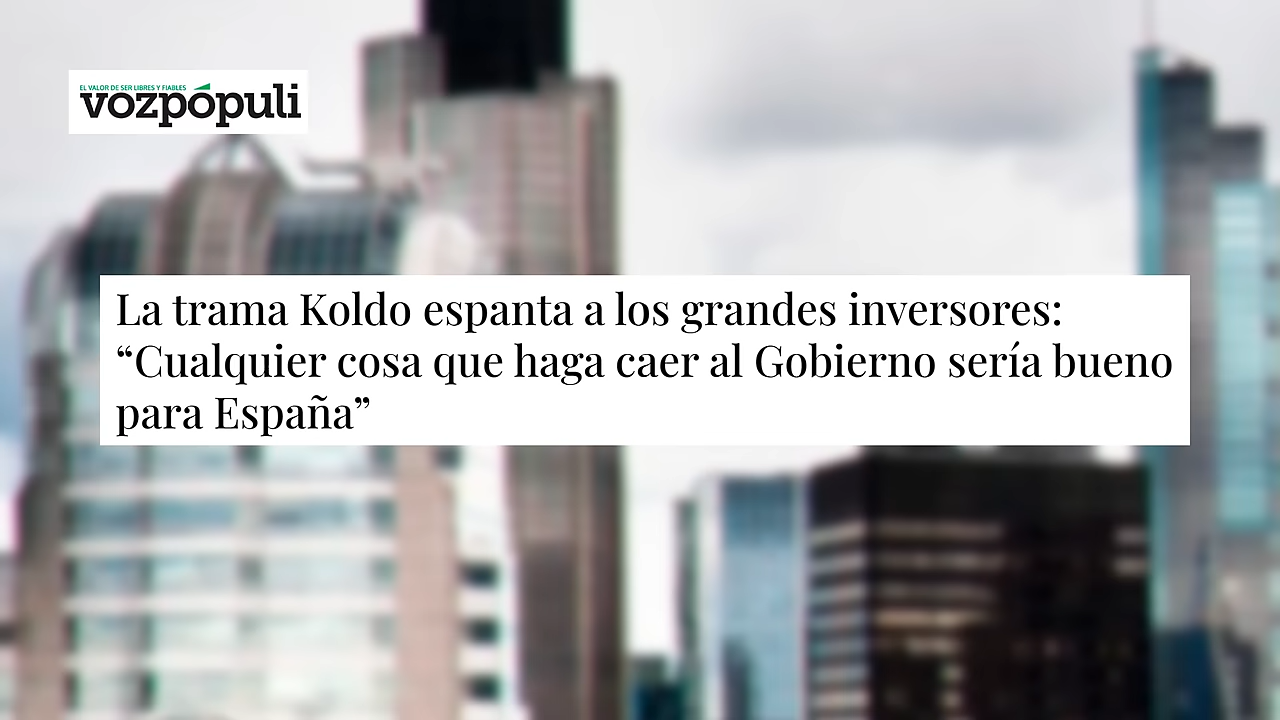 EL VALOR DE SER LIBRES Y FIABLES
vozpópuli
La trama Koldo espanta a los grandes inversores:
“Cualquier cosa que haga caer al Gobierno sería bueno
para España”